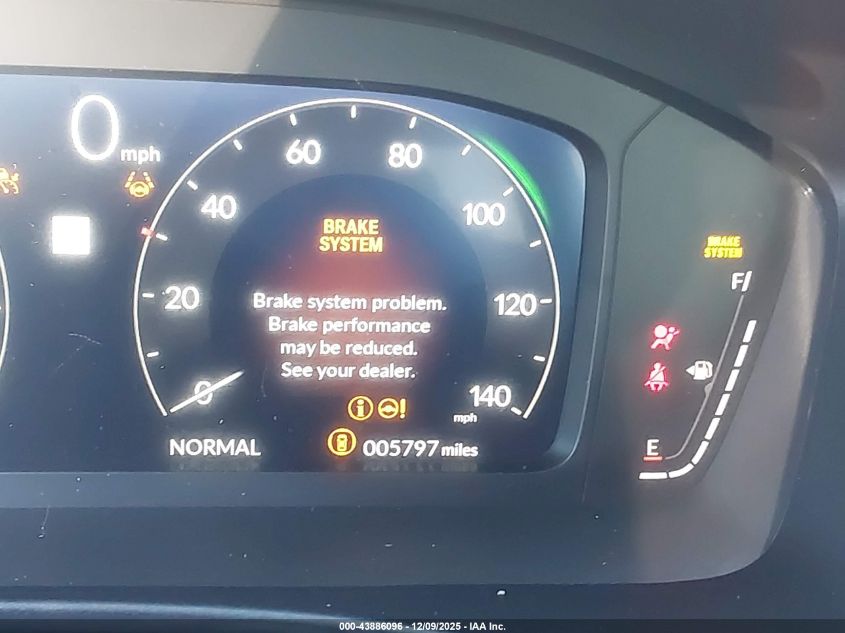 0 mph
60
80
40
100
BRAKE
SYSTEM
BRAKE
SYSTEM
F
20
120
Brake system problem.
Brake performance
may be reduced.
See your dealer.
0
140
mph
E
NORMAL
005797 miles
000-43886096 - 12/09/2025 - IAA Inc.